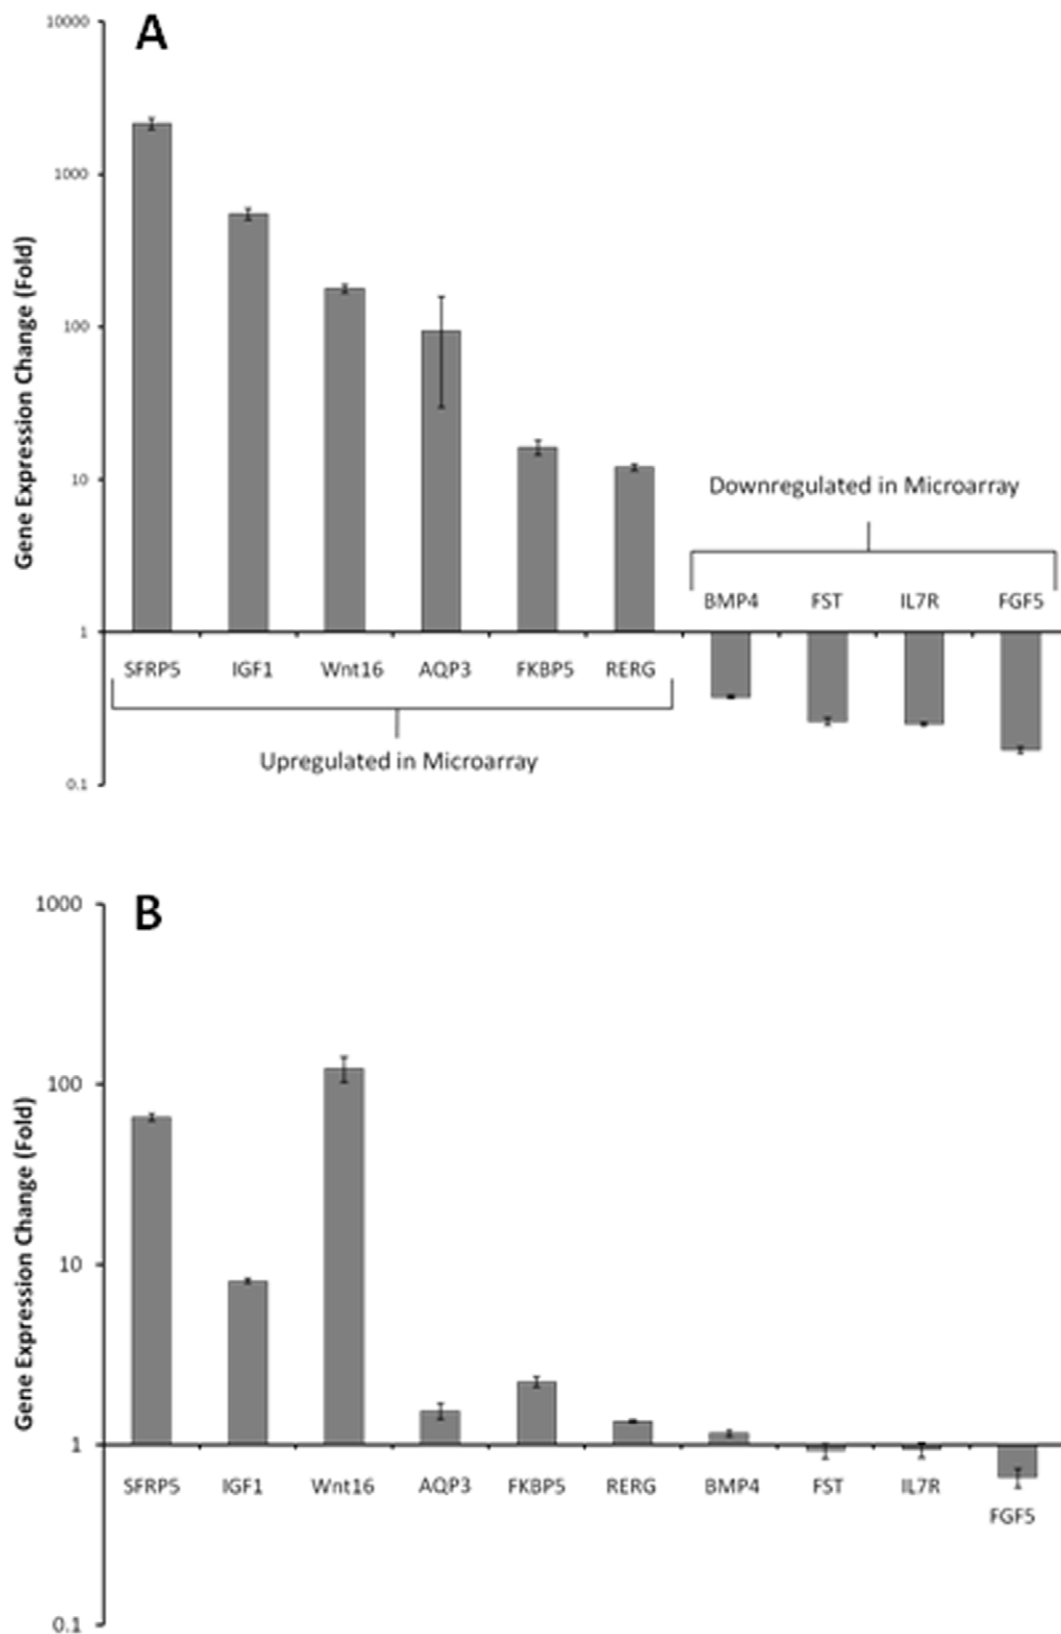 A
10000
1000
100
10
1
0.1
Gene Expression Change (Fold)
Downregulated in Microarray
BMP4 FST IL7R FGF5
SFRP5 IGF1 Wnt16 AQP3 FKBP5 RERG
Upregulated in Microarray
B
1000
100
10
1
0.1
Gene Expression Change (Fold)
SFRP5 IGF1 Wnt16 AQP3 FKBP5 RERG BMP4 FST IL7R FGF5